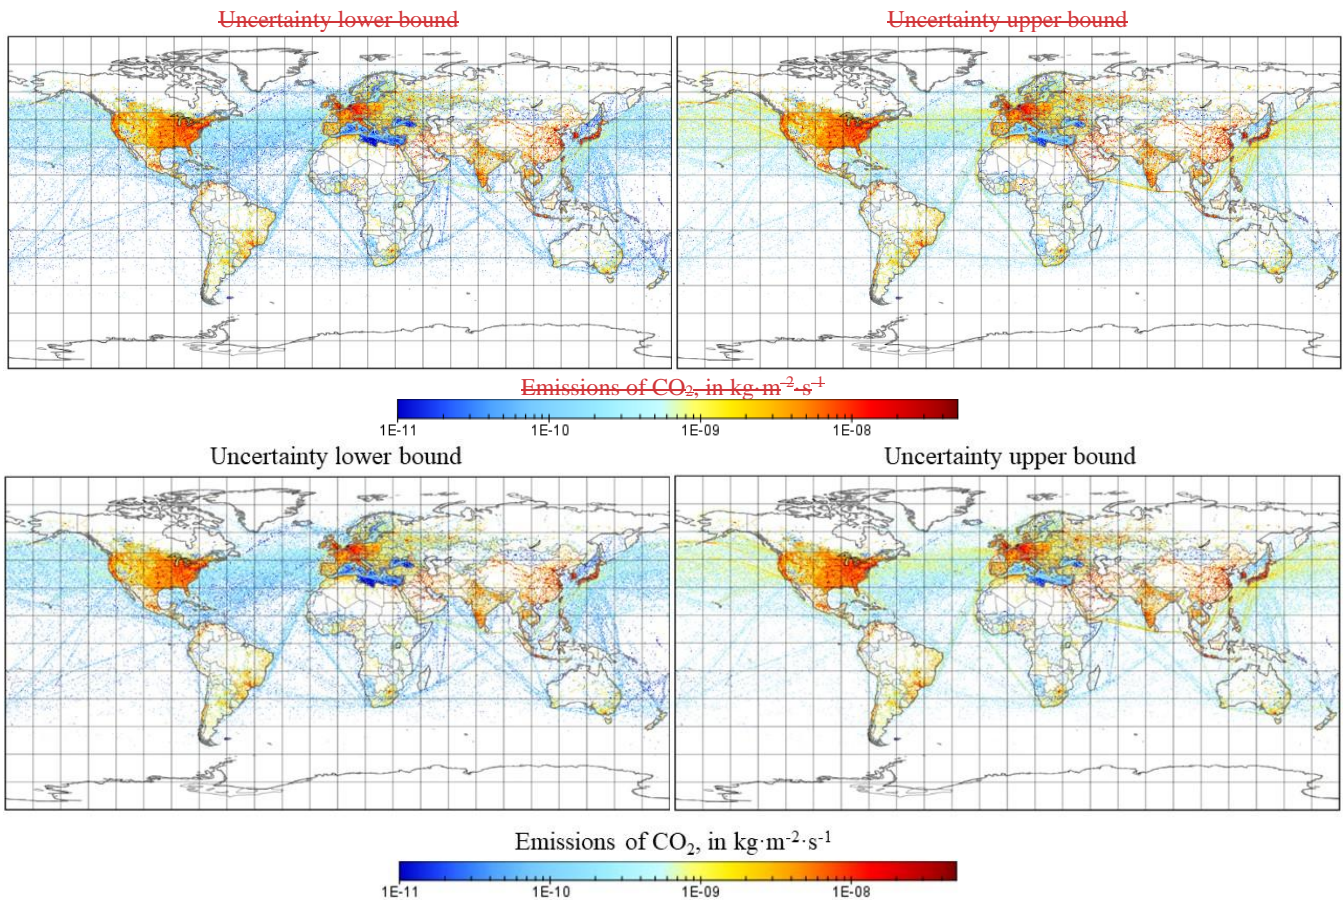 Uncertainty lower bound Uncertainty upper bound
Emissions of CO₂, in kg·m⁻²·s⁻¹
1E-11 1E-10 1E-09 1E-08
Uncertainty lower bound Uncertainty upper bound
Emissions of CO₂, in kg·m⁻²·s⁻¹
1E-11 1E-10 1E-09 1E-08